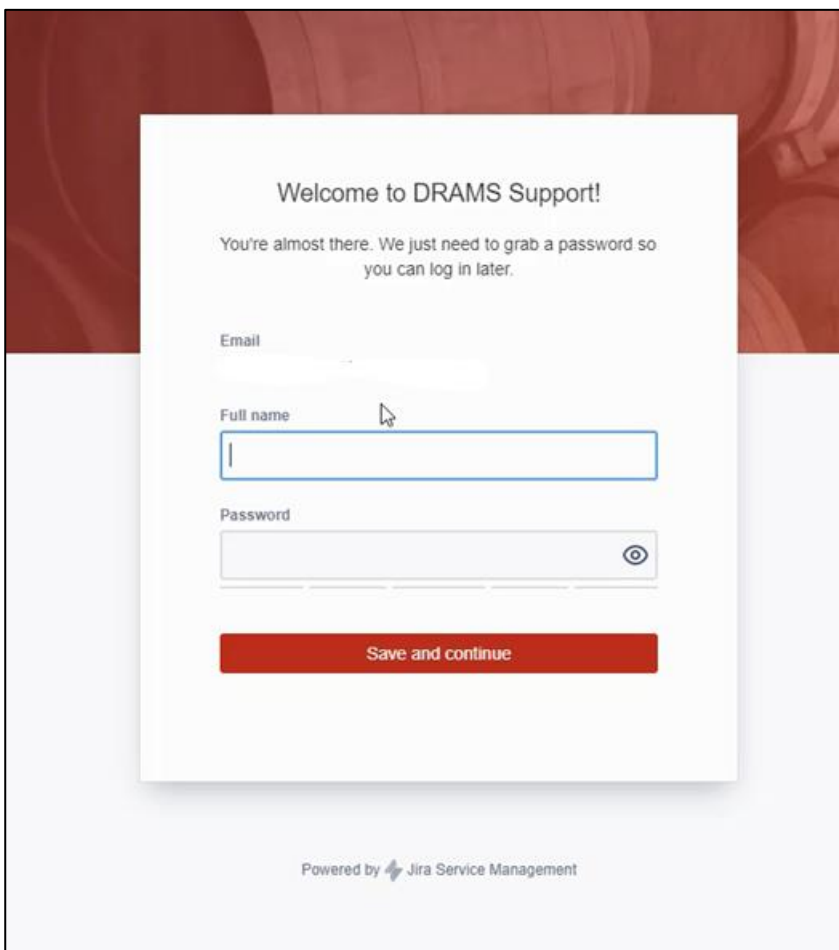 Welcome to DRAMS Support!
You're almost there. We just need to grab a password so
you can log in later.
Email
Full name
Password
Save and continue
Powered by Jira Service Management